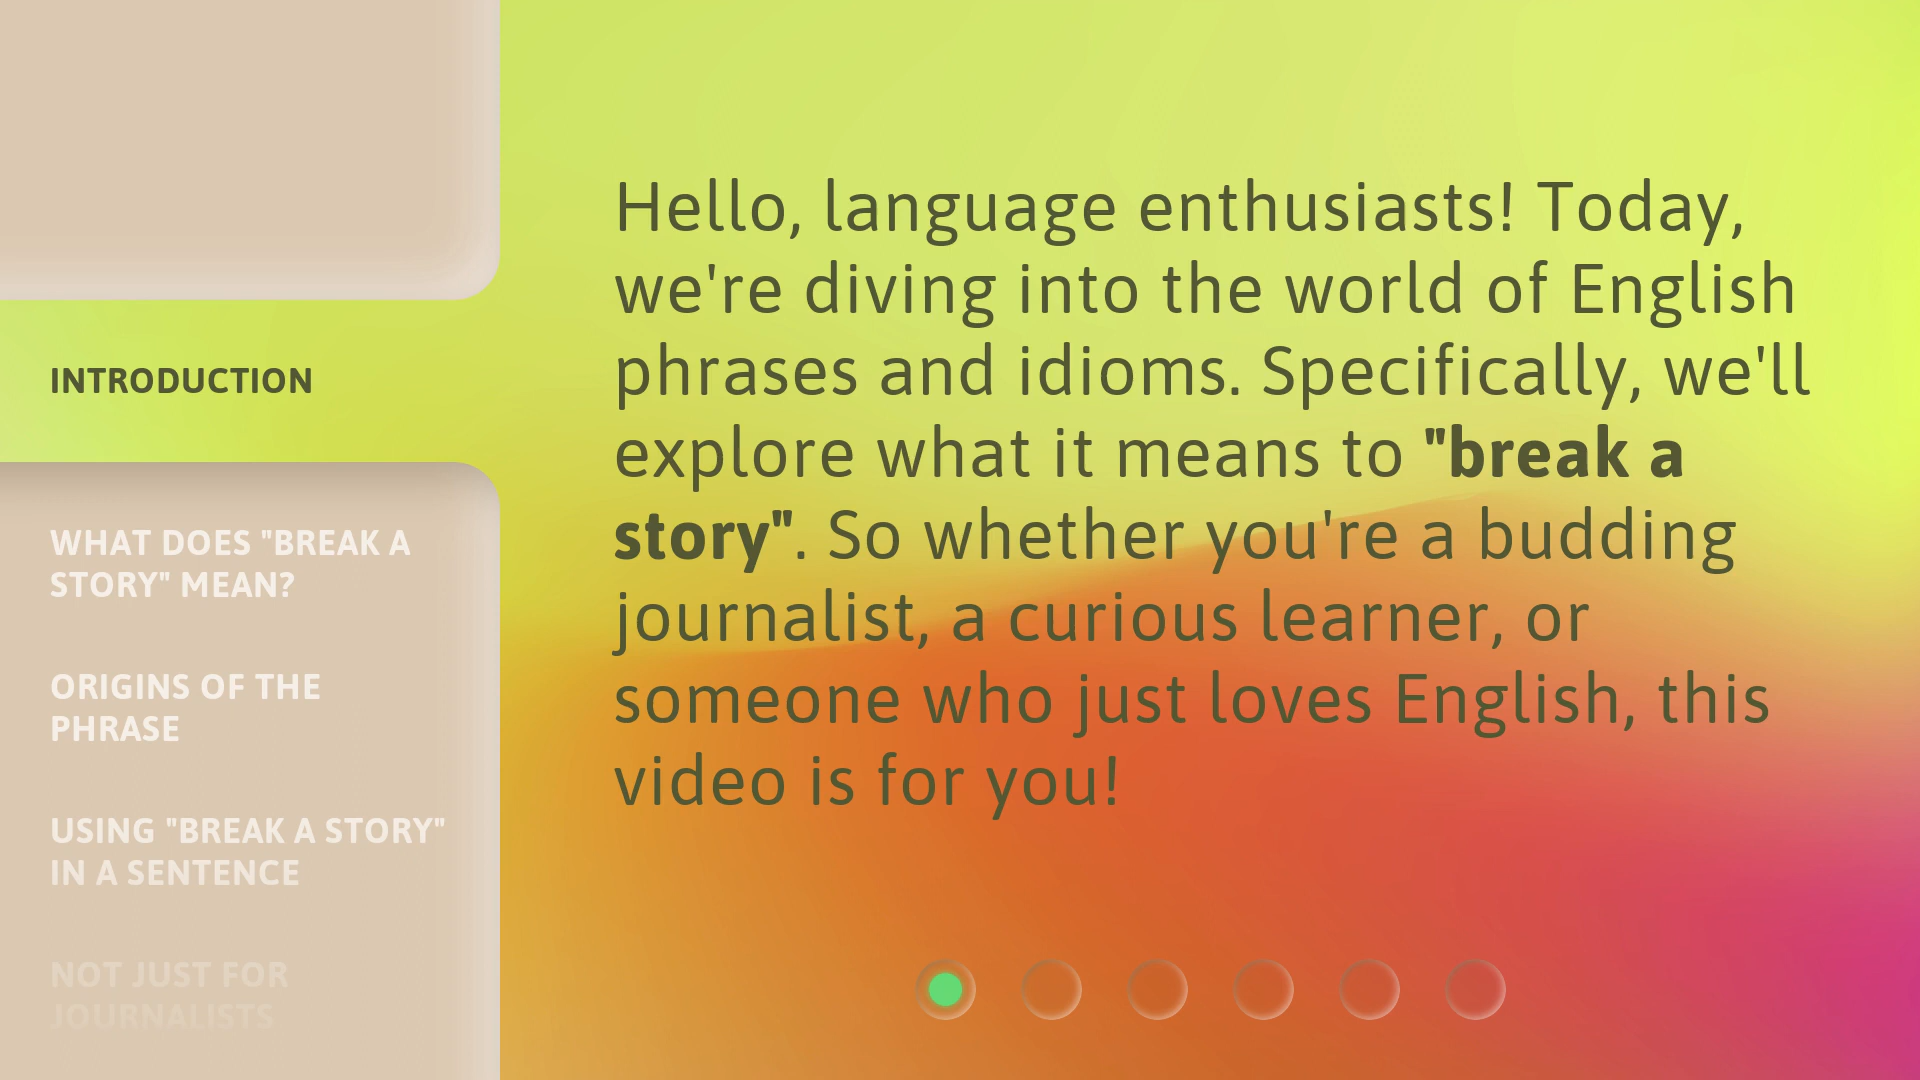 INTRODUCTION
WHAT DOES "BREAK A
STORY" MEAN?
ORIGINS OF THE
PHRASE
USING "BREAK A STORY"
IN A SENTENCE
NOT JUST FOR
JOURNALISTS
Hello, language enthusiasts! Today,
we're diving into the world of English
phrases and idioms. Specifically, we'll
explore what it means to "break a
story". So whether you're a budding
journalist, a curious learner, or
someone who just loves English, this
video is for you!